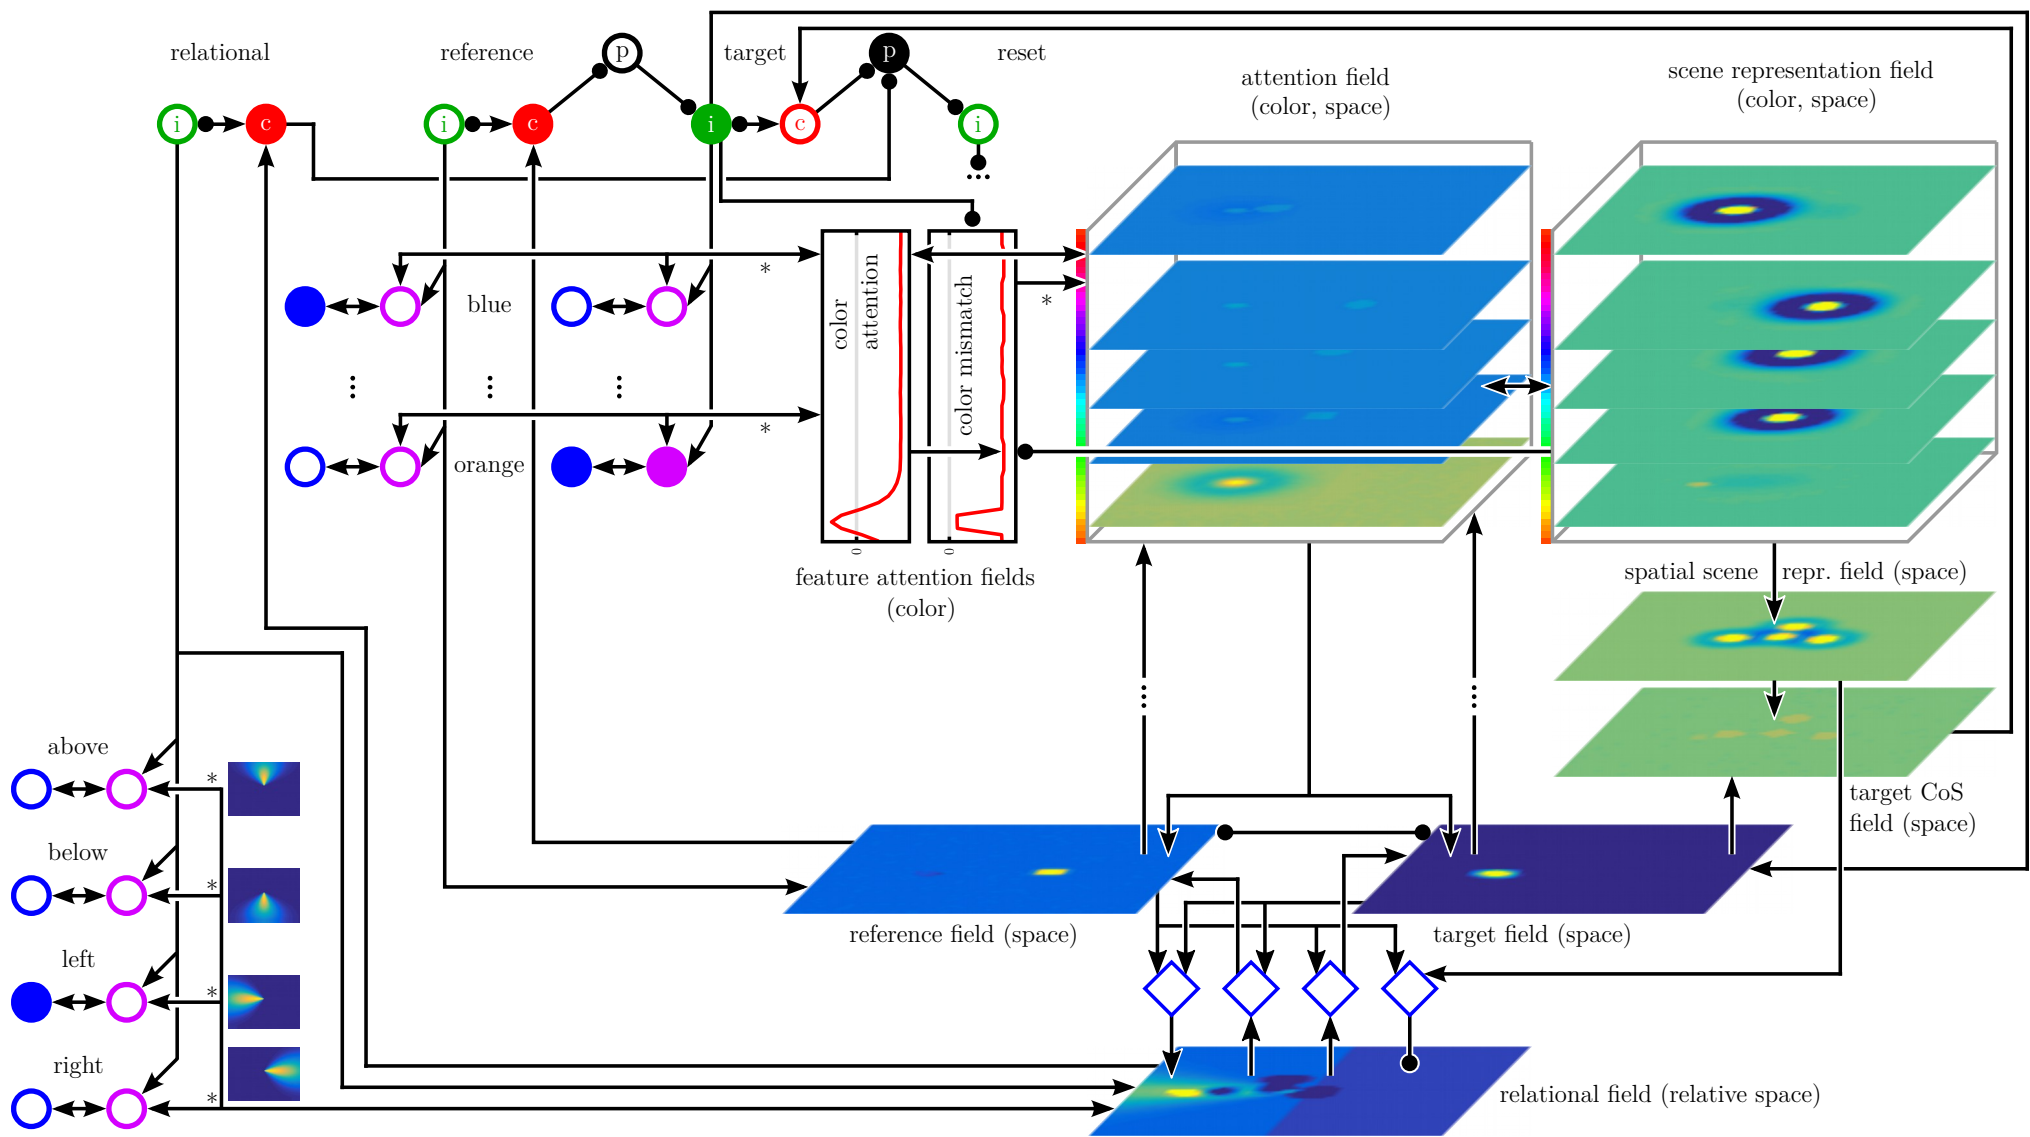 relational
reference
p
target
p
reset
i
c
i
c
i
c
i
...
attention field
(color, space)
scene representation field
(color, space)
*
*
blue
orange
color
attention
color mismatch
*
0
0
feature attention fields
(color)
spatial scene repr. field (space)
target CoS
field (space)
above
*
below
*
left
*
right
*
reference field (space)
target field (space)
relational field (relative space)